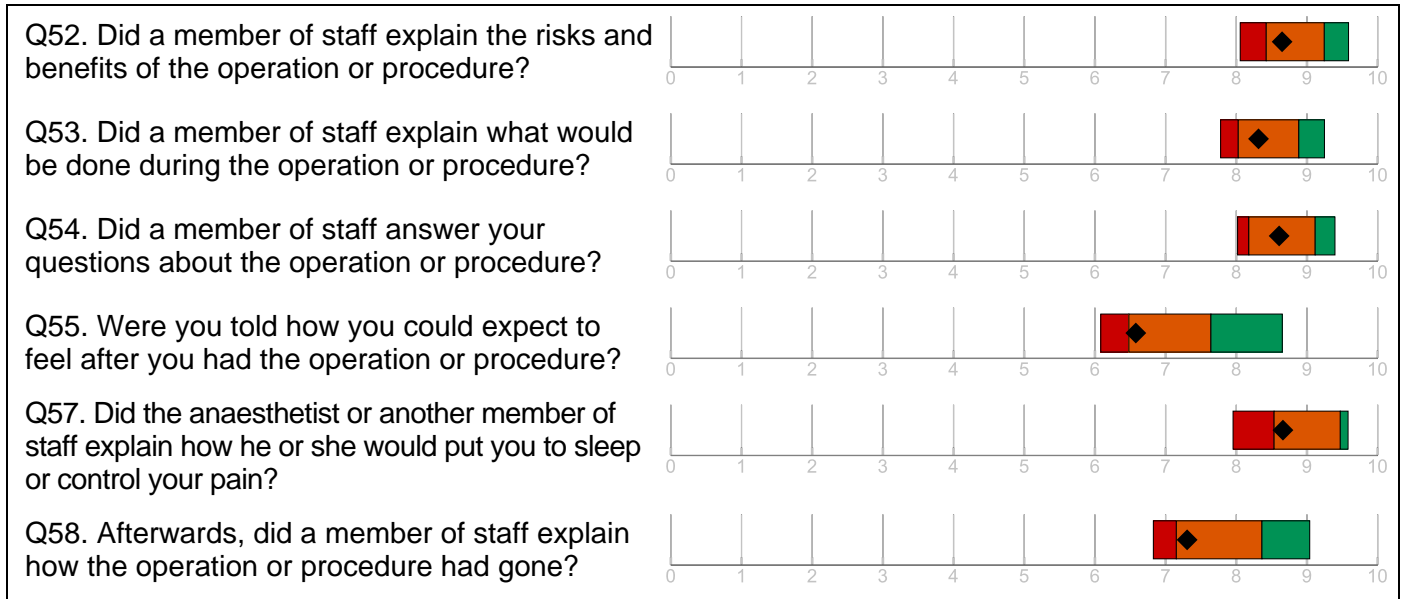 Q52. Did a member of staff explain the risks and
benefits of the operation or procedure?
0 1 2 3 4 5 6 7 8 9 10
Q53. Did a member of staff explain what would
be done during the operation or procedure?
0 1 2 3 4 5 6 7 8 9 10
Q54. Did a member of staff answer your
questions about the operation or procedure?
0 1 2 3 4 5 6 7 8 9 10
Q55. Were you told how you could expect to
feel after you had the operation or procedure?
0 1 2 3 4 5 6 7 8 9 10
Q57. Did the anaesthetist or another member of
staff explain how he or she would put you to sleep
or control your pain?
0 1 2 3 4 5 6 7 8 9 10
Q58. Afterwards, did a member of staff explain
how the operation or procedure had gone?
0 1 2 3 4 5 6 7 8 9 10